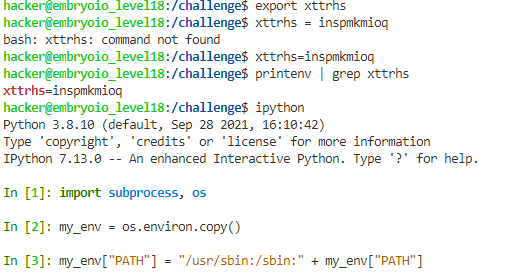 hacker@embryoio_level18:/challenge$ export xttrhs
hacker@embryoio_level18:/challenge$ xttrhs = inspmkmioq
bash: xttrhs: command not found
hacker@embryoio_level18:/challenge$ xttrhs=inspmkmioq
hacker@embryoio_level18:/challenge$ printenv | grep xttrhs
xttrhs=inspmkmioq
hacker@embryoio_level18:/challenge$ ipython
Python 3.8.10 (default, Sep 28 2021, 16:10:42)
Type 'copyright', 'credits' or 'license' for more information
IPython 7.13.0 -- An enhanced Interactive Python. Type '?' for help.
In [1]: import subprocess, os
In [2]: my_env = os.environ.copy()
In [3]: my_env["PATH"] = "/usr/sbin:/sbin:" + my_env["PATH"]